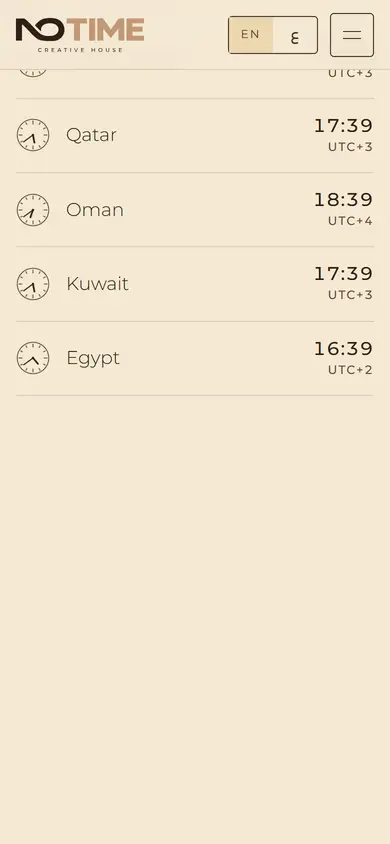 NOTIME
CREATIVE HOUSE
EN
ع
UTC+3
Qatar
17:39
UTC+3
Oman
18:39
UTC+4
Kuwait
17:39
UTC+3
Egypt
16:39
UTC+2